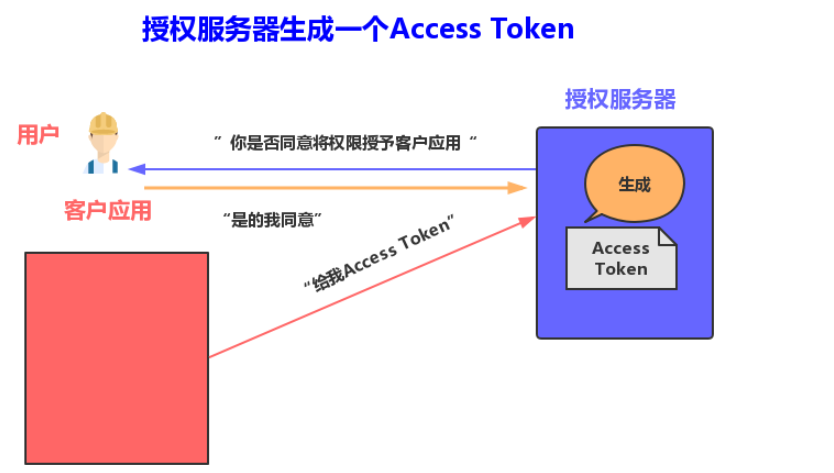 授权服务器生成一个Access Token
授权服务器
用户
”你是否同意将权限授予客户应用“
生成
客户应用
“是的我同意”
“给我Access Token”
Access
Token